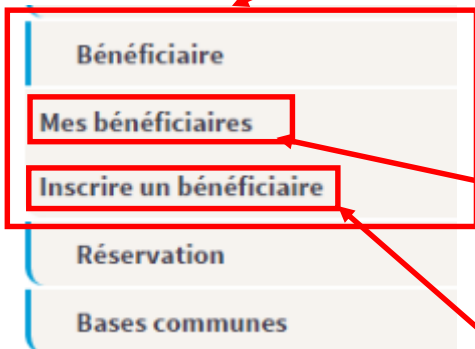 Bénéficiaire
Mes bénéficiaires
Inscrire un bénéficiaire
Réservation
Bases communes